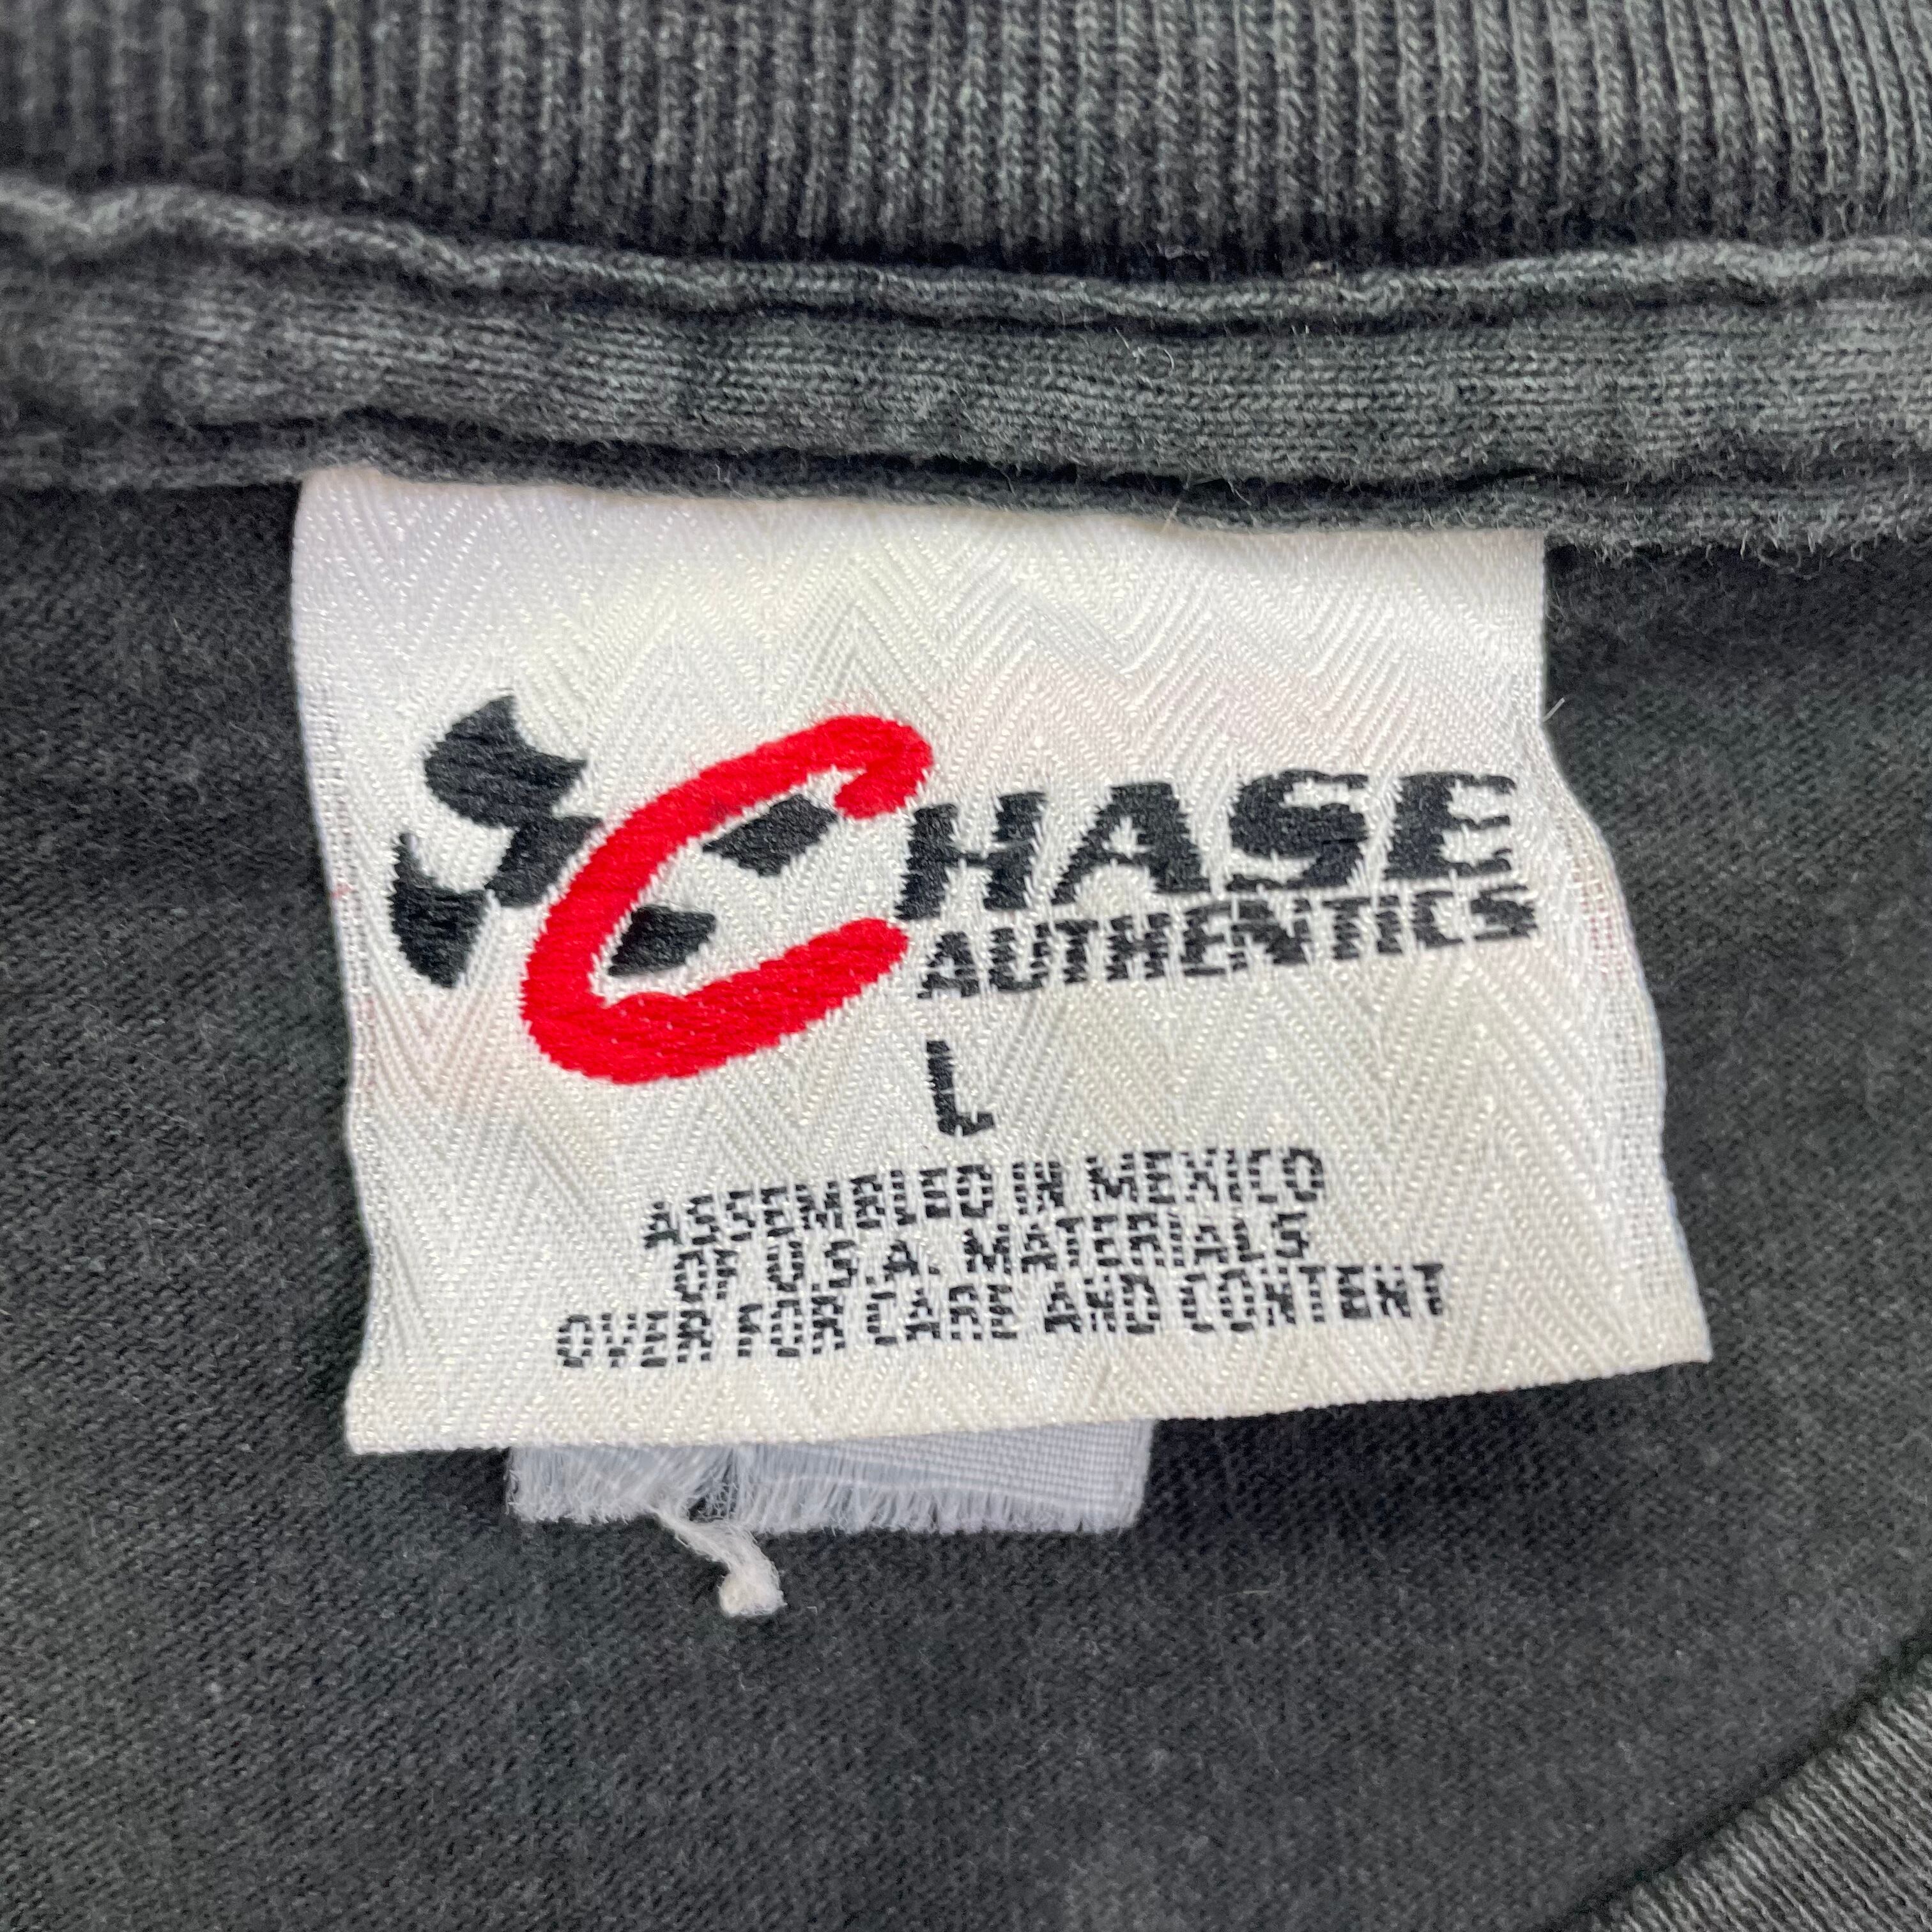 CHASE
AUTHENTICS
L
ASSEMBLED IN MEXICO
OF U.S.A. MATERIALS
OVER FOR CARE AND CONTENT